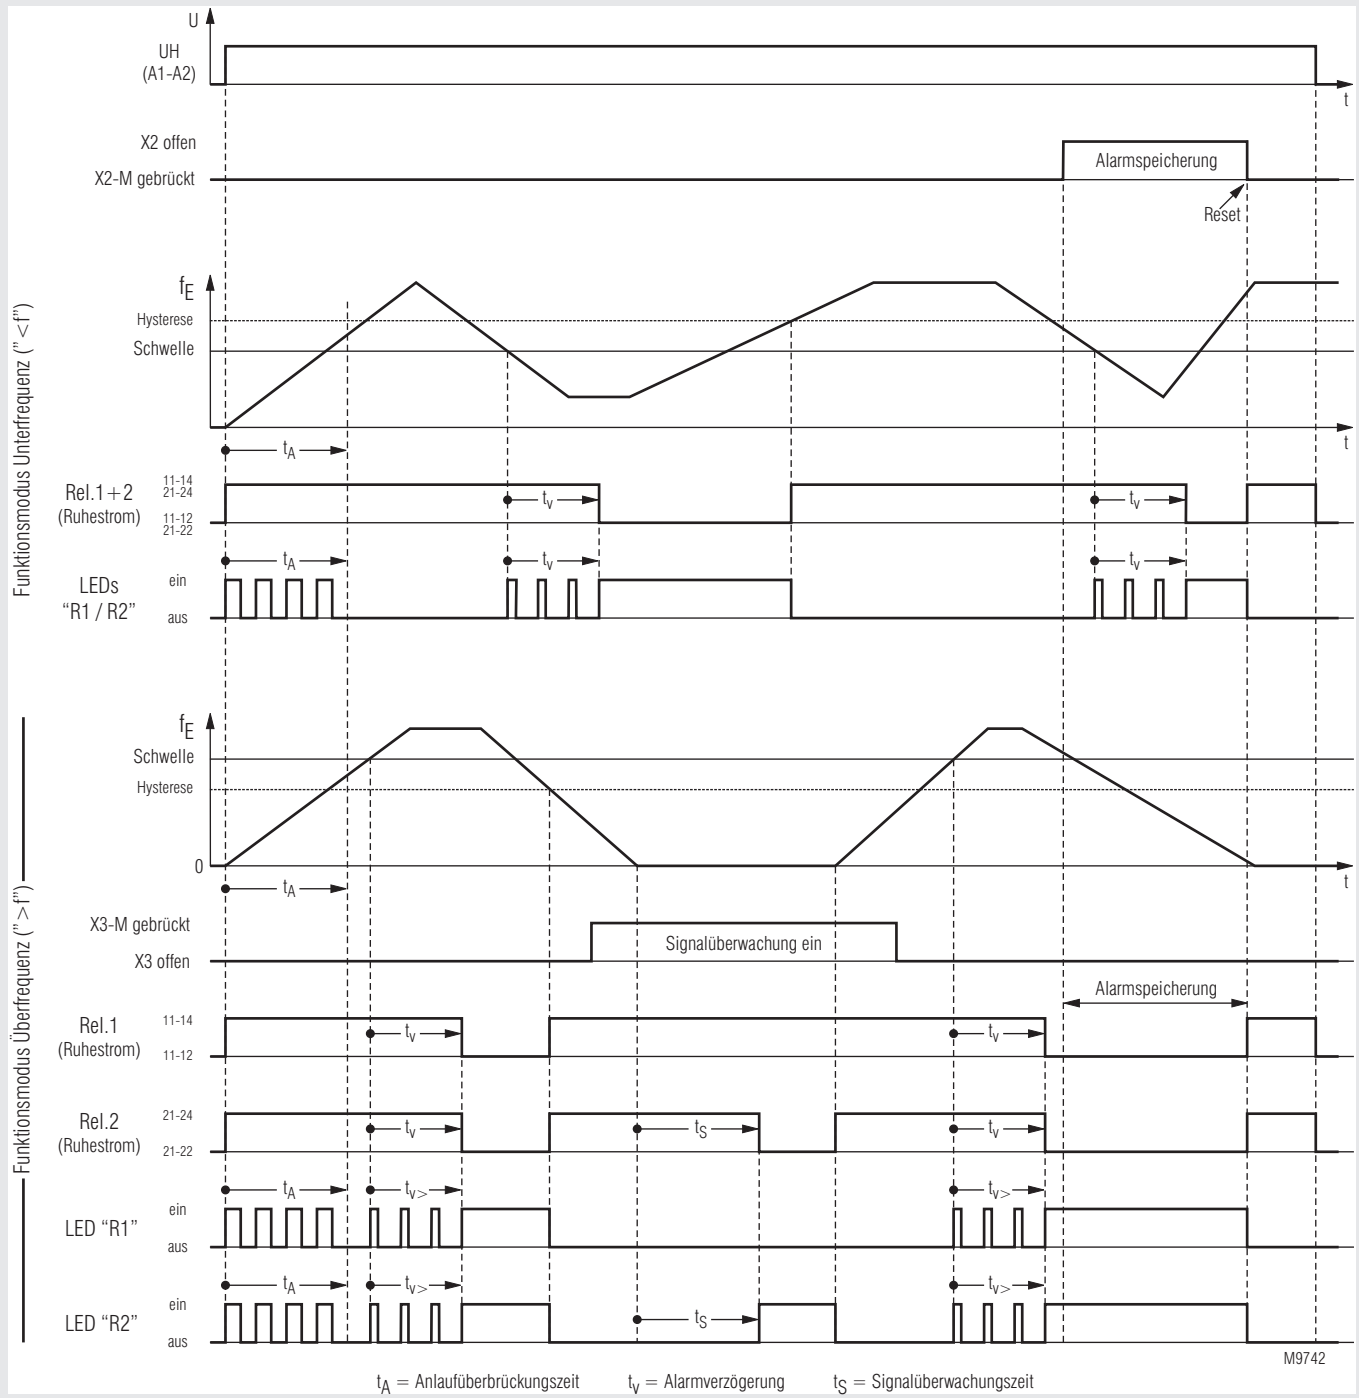 U
UH
(A1-A2)
t
X2 offen
Alarmspeicherung
X2-M gebrückt
Reset
Funktionsmodus Unterfrequenz ("<f")
fE
Hysterese
Schwelle
t
tA
Rel.1+2
(Ruhestrom)
11-14
21-24
11-12
21-22
tv
tv
tA
tv
tv
LEDs
"R1 / R2"
ein
aus
Funktionsmodus Überfrequenz (">f")
fE
Schwelle
Hysterese
0
t
tA
X3-M gebrückt
Signalüberwachung ein
X3 offen
Alarmspeicherung
Rel.1
(Ruhestrom)
11-14
11-12
tv
tv
Rel.2
(Ruhestrom)
21-24
21-22
tv
tS
tv
tA
tv>
tv>
LED "R1"
ein
aus
tA
tv>
tv>
LED "R2"
ein
aus
tS
M9742
tA = Anlaufüberbrückungszeit tv = Alarmverzögerung tS = Signalüberwachungszeit